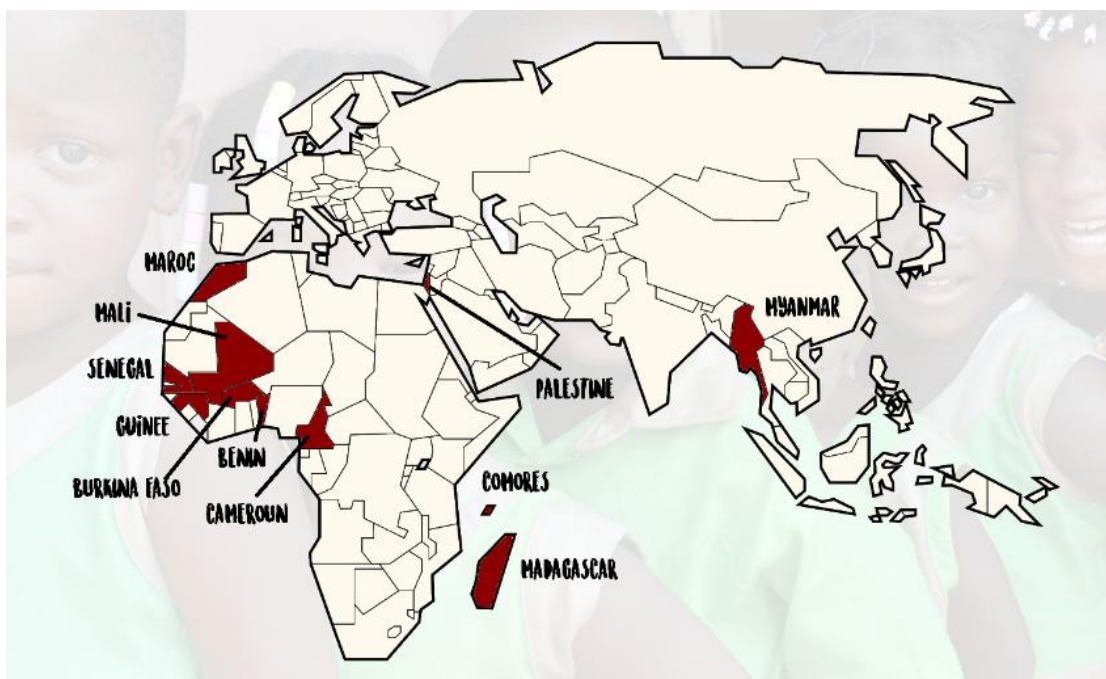 MAROC
MALi
SENEGAL
GUiNEE
BENIN
BURKINA FASO
CAMEROUN
PALESTINE
MYANMAR
COMORES
MADAGASCAR